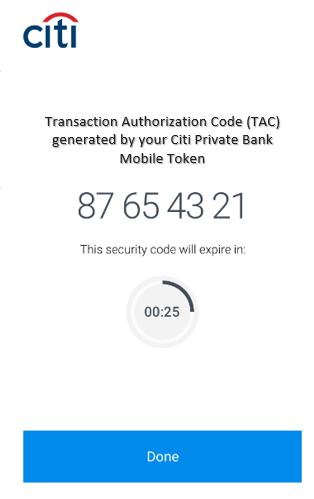 citi
Transaction Authorization Code (TAC)
generated by your Citi Private Bank
Mobile Token
87 65 43 21
This security code will expire in:
00:25
Done